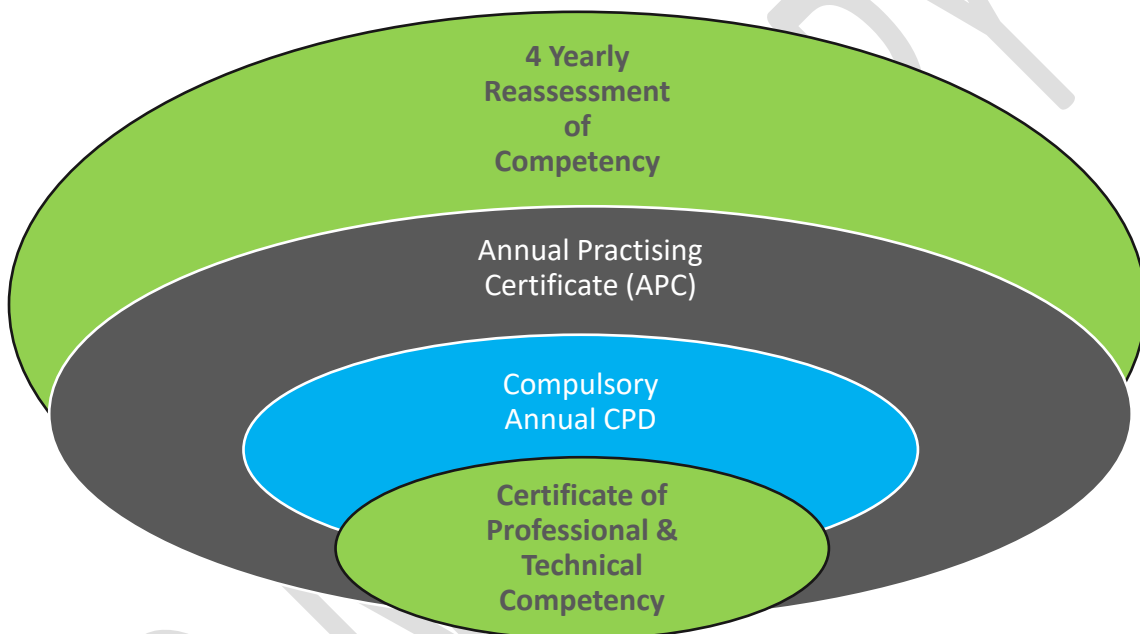 4 Yearly
Reassessment
of
Competency
Annual Practising
Certificate (APC)
Compulsory
Annual CPD
Certificate of
Professional &
Technical
Competency